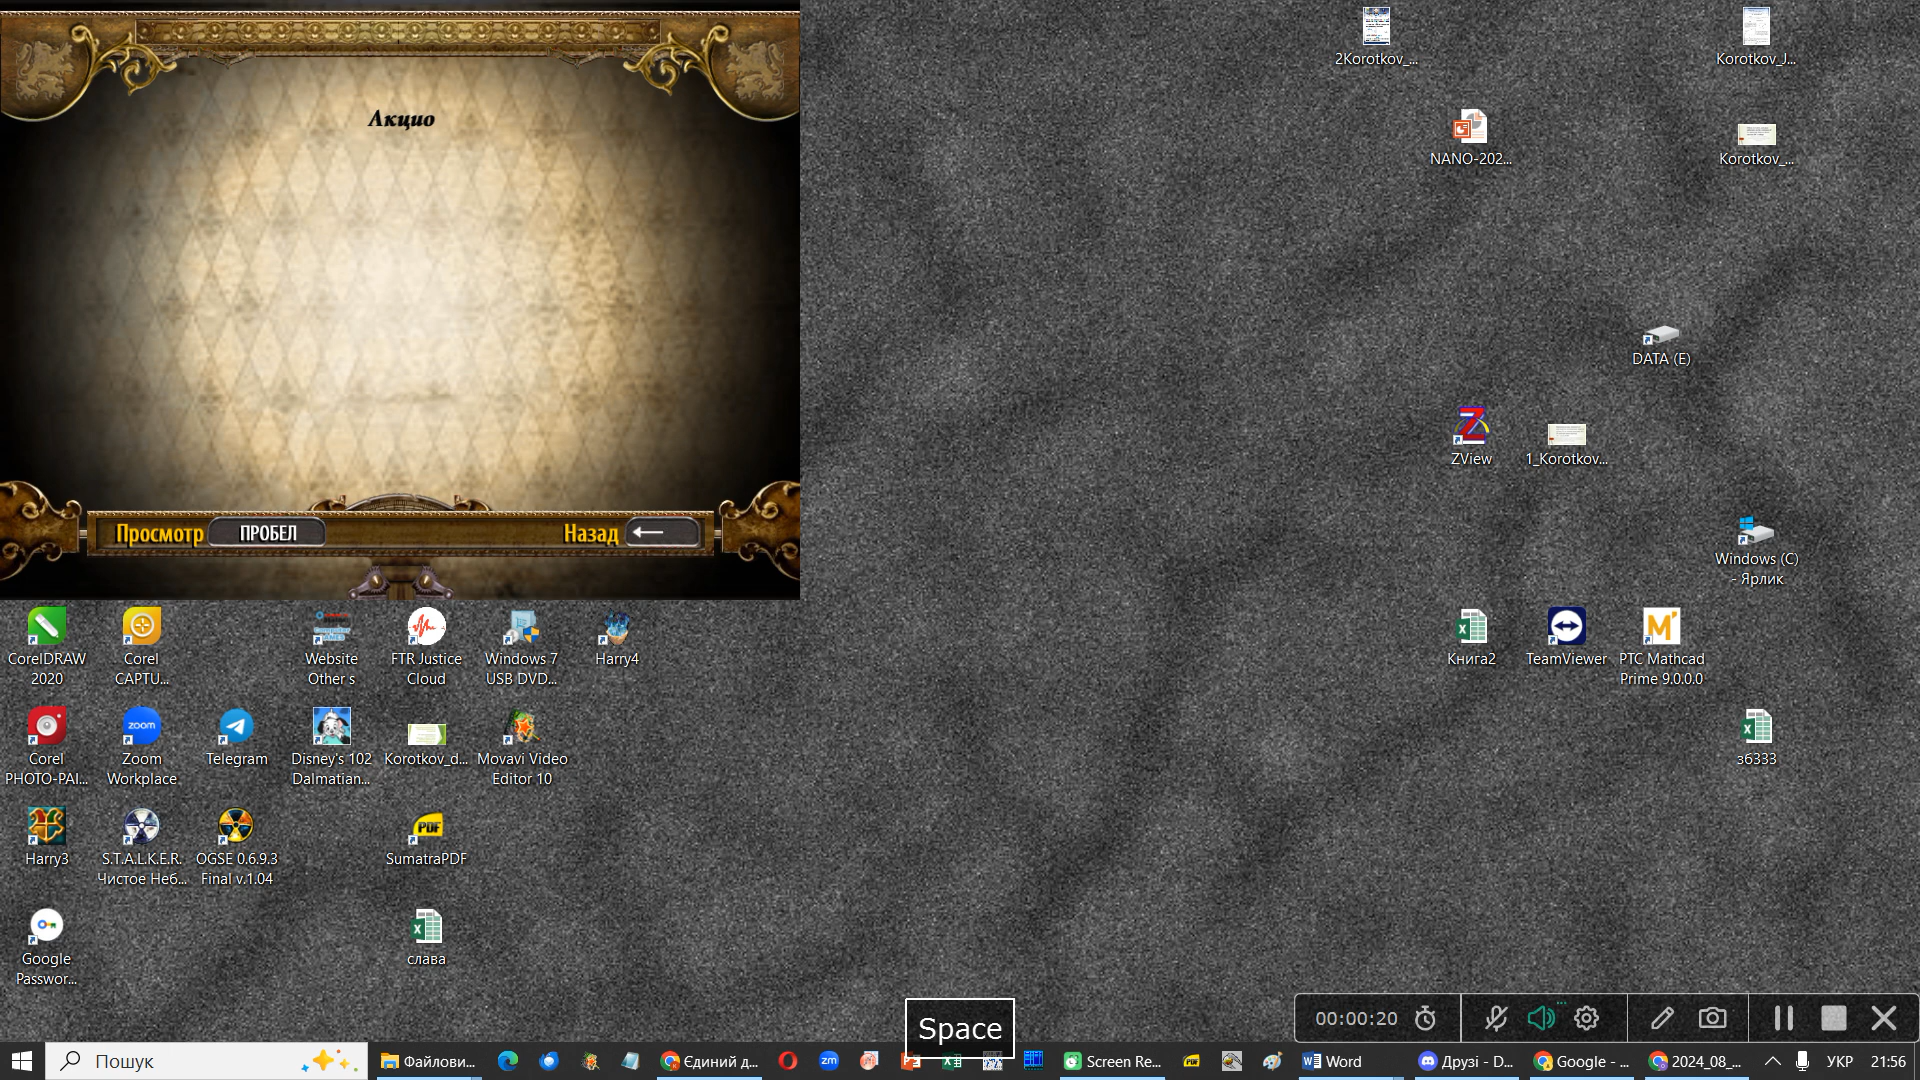 Акцио
Просмотр ПРОБЕЛ Назад
2Korotkov_...
Korotkov_J...
NANO-202...
Korotkov_...
DATA (E)
ZView
1_Korotkov...
Windows (C)
- Ярлик
CorelDRAW
2020
Corel
CAPTU...
Website
Other s
FTR Justice
Cloud
Windows 7
USB DVD...
Harry4
Книга2
TeamViewer
PTC Mathcad
Prime 9.0.0.0
Corel
PHOTO-PAI...
zoom
Zoom
Workplace
Telegram
Disney's 102
Dalmatian...
Korotkov_d...
Movavi Video
Editor 10
з6333
Harry3
S.T.A.L.K.E.R.
Чистое Неб...
OGSE 0.6.9.3
Final v.1.04
PDF
SumatraPDF
Google
Passwor...
слава
Space
00:00:20
Пошук
Файлови...
Єдиний д...
zm
Screen Re...
PDF
Word
Друзі - D...
Google - ...
2024_08_...
УКР
21:56